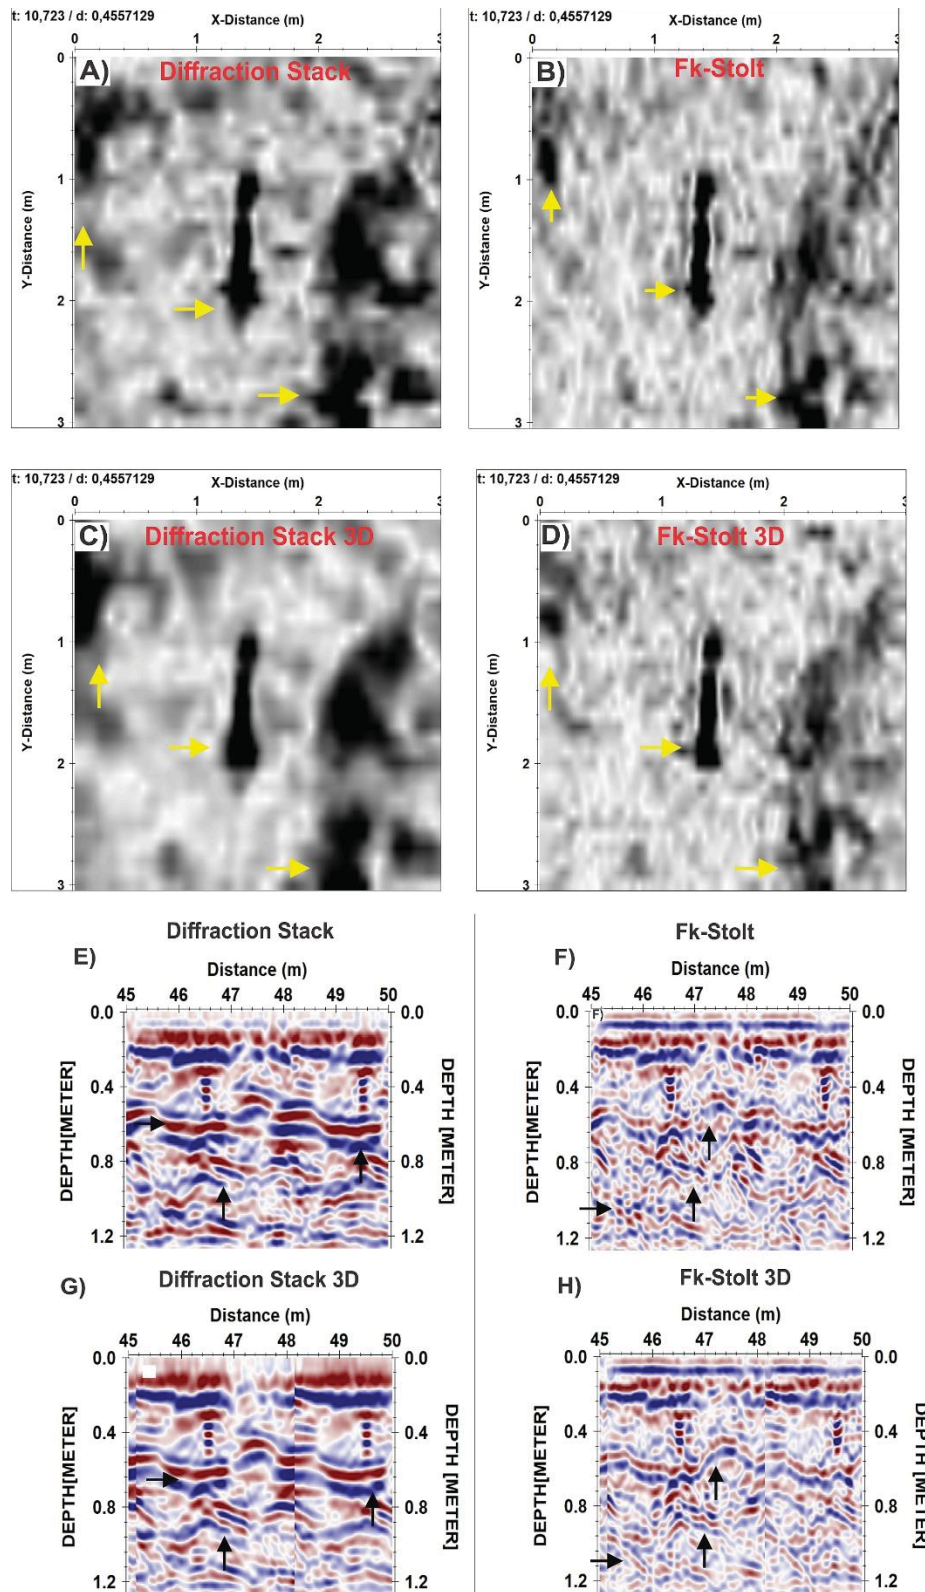 t: 10,723 / d: 0,4557129
X-Distance (m)
0 1 2 3
A) Diffraction Stack
Y-Distance (m)
0
1
2
3
t: 10,723 / d: 0,4557129
X-Distance (m)
0 1 2 3
B) Fk-Stolt
Y-Distance (m)
0
1
2
3
t: 10,723 / d: 0,4557129
X-Distance (m)
0 1 2 3
C) Diffraction Stack 3D
Y-Distance (m)
0
1
2
3
t: 10,723 / d: 0,4557129
X-Distance (m)
0 1 2 3
D) Fk-Stolt 3D
Y-Distance (m)
0
1
2
3
Diffraction Stack
E)
Distance (m)
45 46 47 48 49 50
DEPTH[METER]
0.0 0.0
0.4 0.4
0.8 0.8
1.2 1.2
DEPTH [METER]
Fk-Stolt
F)
Distance (m)
45 46 47 48 49 50
F)
DEPTH[METER]
0.0 0.0
0.4 0.4
0.8 0.8
1.2 1.2
DEPTH [METER]
Diffraction Stack 3D
G)
Distance (m)
45 46 47 48 49 50
DEPTH[METER]
0.0 0.0
0.4 0.4
0.8 0.8
1.2 1.2
DEPTH [METER]
Fk-Stolt 3D
H)
Distance (m)
45 46 47 48 49 50
DEPTH[METER]
0.0 0.0
0.4 0.4
0.8 0.8
1.2 1.2
DEPTH [METER]